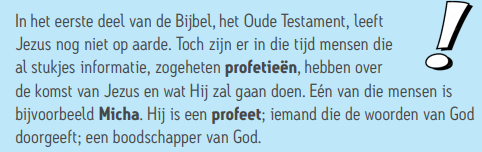 In het eerste deel van de Bijbel, het Oude Testament, leeft
Jezus nog niet op aarde. Toch zijn er in die tijd mensen die
al stukjes informatie, zogeheten profetieën, hebben over
de komst van Jezus en wat Hij zal gaan doen. Eén van die mensen is
bijvoorbeeld Micha. Hij is een profeet; iemand die de woorden van God
doorgeeft; een boodschapper van God.
!